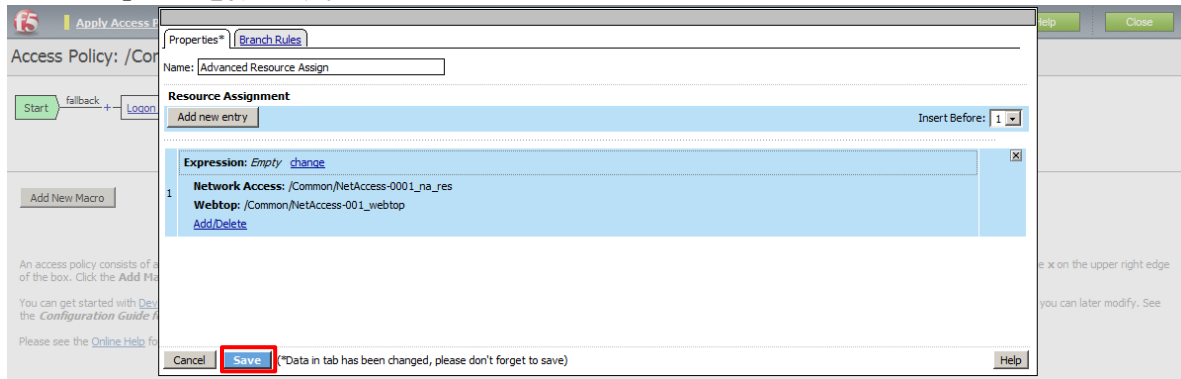 f5
Apply Access P
Help
Close
Access Policy: /Con
Properties* Branch Rules
Name: Advanced Resource Assign
Start
fallback
+
Logon
Resource Assignment
Add new entry
Insert Before: 1
Expression: Empty change
x
1
Network Access: /Common/NetAccess-0001_na_res
Webtop: /Common/NetAccess-001_webtop
Add/Delete
Add New Macro
An access policy consists of a
e x on the upper right edge
of the box. Click the Add Ma
You can get started with Dev
you can later modify. See
the Configuration Guide f
Please see the Online Help fo
Cancel Save (*Data in tab has been changed, please don't forget to save) Help